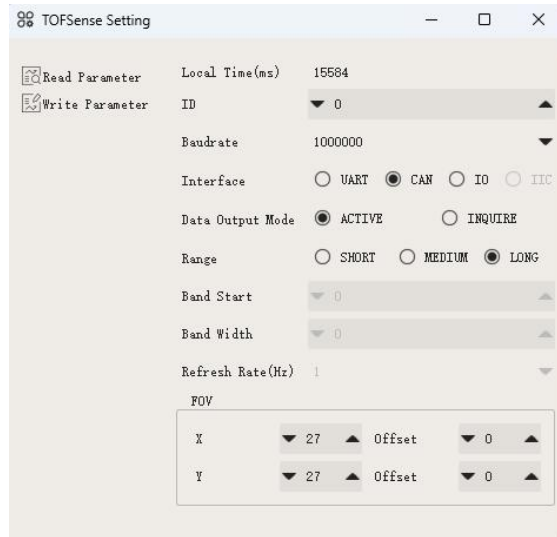 TOFSense Setting
Read Parameter
Write Parameter
Local Time(ms) 15584
ID 0
Baudrate 1000000
Interface UART CAN IO IIC
Data Output Mode ACTIVE INQUIRE
Range SHORT MEDIUM LONG
Band Start 0
Band Width 0
Refresh Rate(Hz) 1
FOV
X 27 Offset 0
Y 27 Offset 0